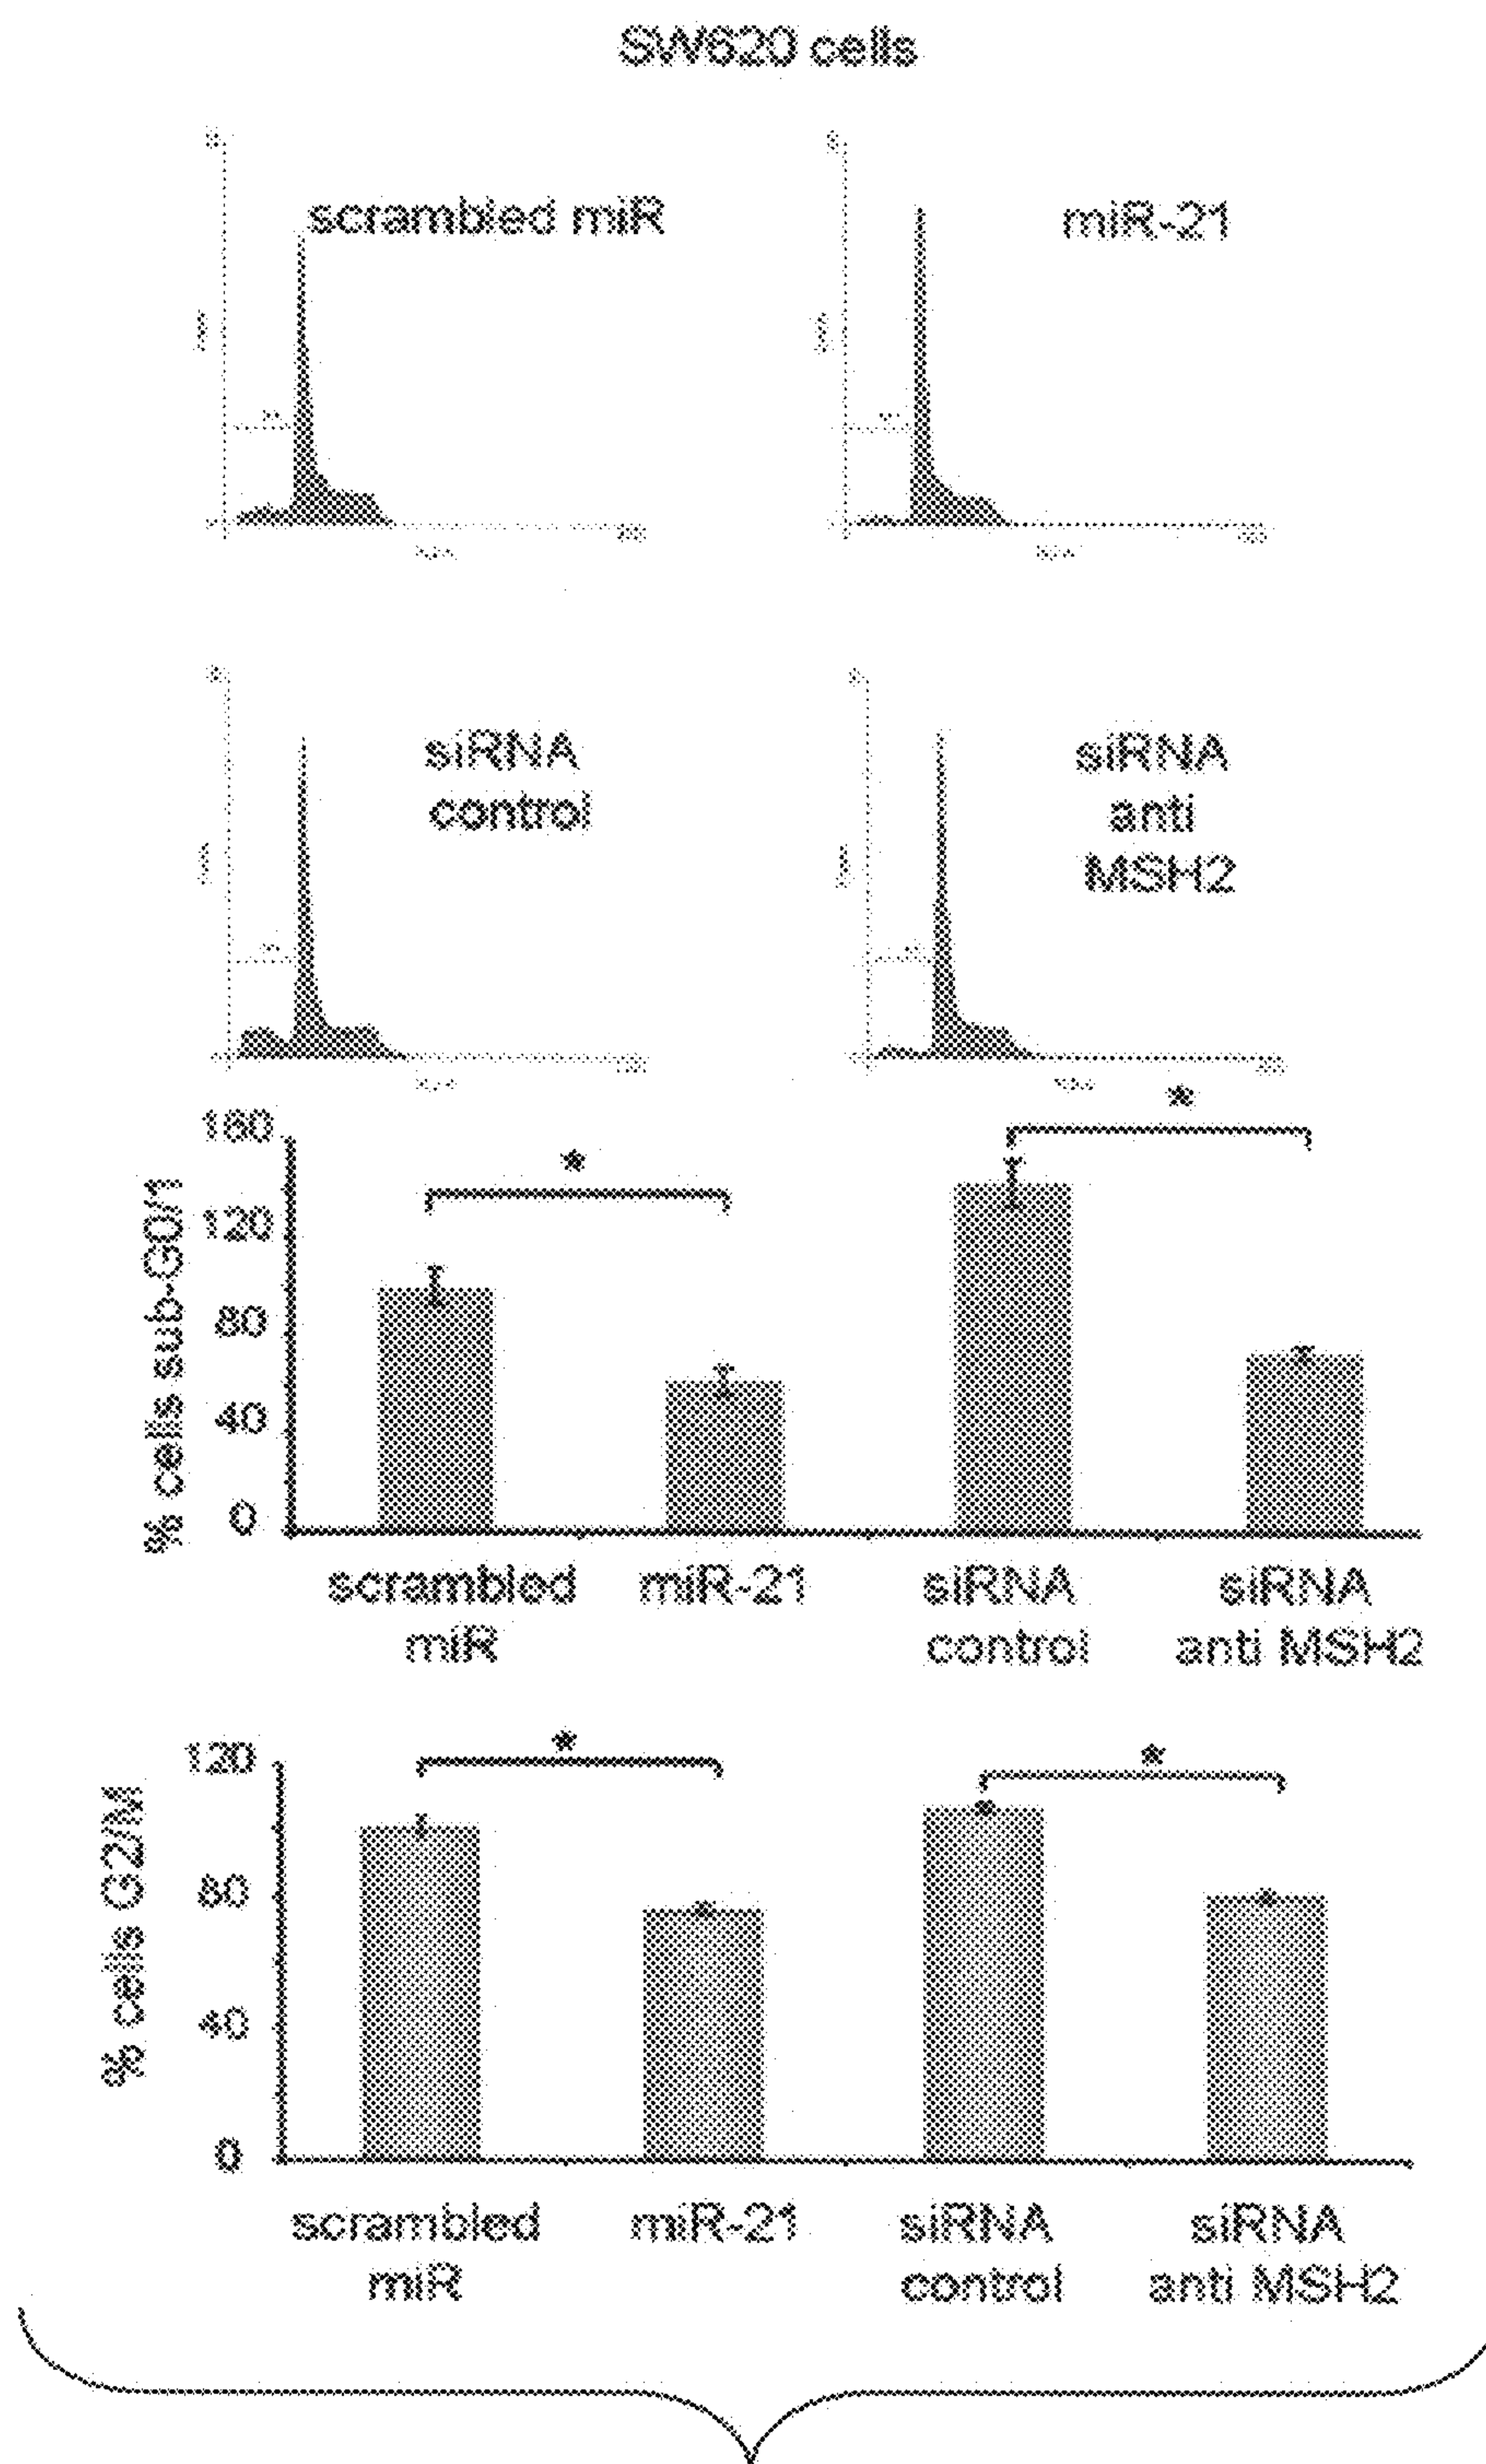 SW620 cells
scrambled miR
miR-21
siRNA
control
siRNA
anti
MSH2
*
*
160
120
80
40
0
% cells sub-G0/1
scrambled
miR
miR-21
siRNA
control
siRNA
anti MSH2
*
*
120
80
40
0
% cells G2/M
scrambled
miR
miR-21
siRNA
control
siRNA
anti MSH2